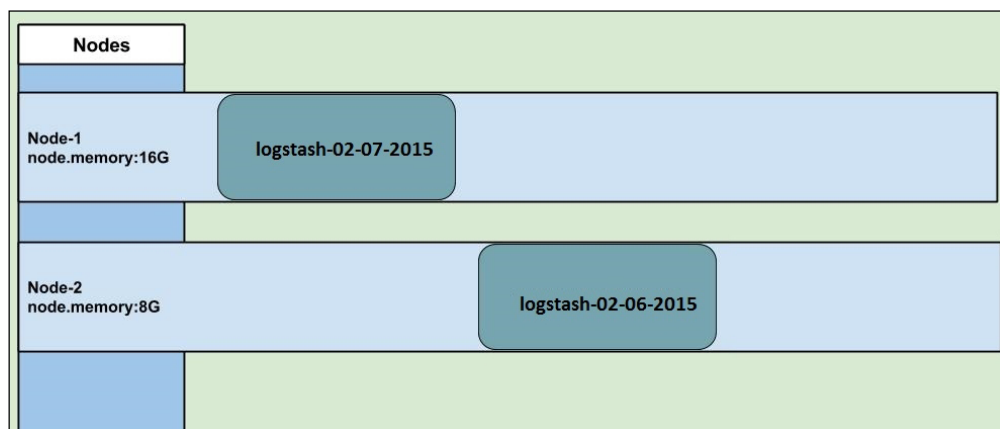 Nodes
Node-1
node.memory:16G
logstash-02-07-2015
Node-2
node.memory:8G
logstash-02-06-2015